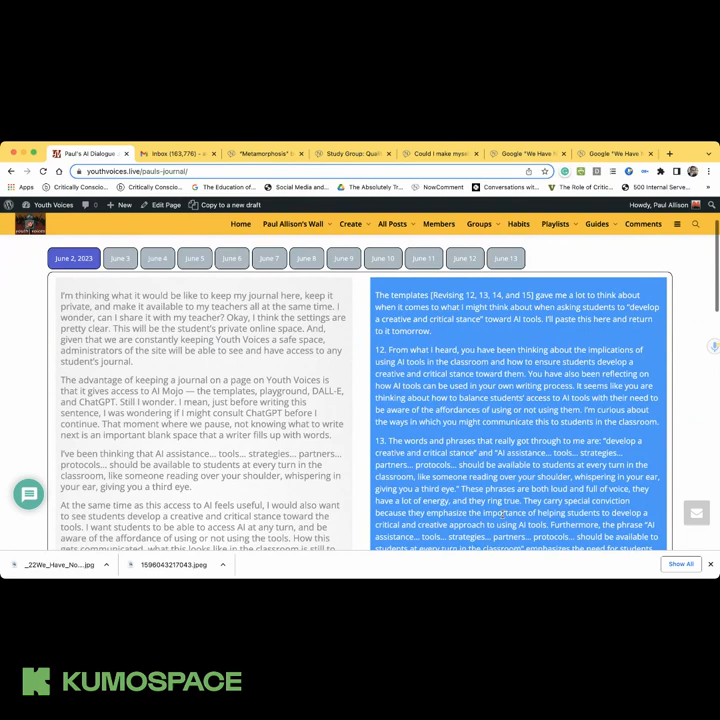 Paul's AI Dialogue
Inbox (163,776)
"Metamorphosis"
Study Group: Qua
Could I make myse
Google "We Have N
Google "We Have
youthvoices.live/pauls-journal/
Apps
Critically Conscio...
Critically Conscio...
The Education of...
Social Media and...
The Absolutely Tr...
NowComment
Conversations wit...
The Role of Critic...
500 Internal Serve...
Youth Voices
0
New
Edit Page
Copy to a new draft
Howdy, Paul Allison
Home
Paul Allison's Wall
Create
All Posts
Members
Groups
Habits
Playlists
Guides
Comments
June 2, 2023
June 3
June 4
June 5
June 6
June 7
June 8
June 9
June 10
June 11
June 12
June 13
I'm thinking what it would be like to keep my journal here, keep it
private, and make it available to my teachers all at the same time. I
wonder, can I share it with my teacher? Okay, I think the settings are
pretty clear. This will be the student's private online space. And,
given that we are constantly keeping Youth Voices a safe space,
administrators of the site will be able to see and have access to any
student's journal.
The advantage of keeping a journal on a page on Youth Voices is
that it gives access to AI Mojo — the templates, playground, DALL-E,
and ChatGPT. Still I wonder. I mean, just before writing this
sentence, I was wondering if I might consult ChatGPT before I
continue. That moment where we pause, not knowing what to write
next is an important blank space that a writer fills up with words.
I've been thinking that AI assistance... tools... strategies... partners...
protocols... should be available to students at every turn in the
classroom, like someone reading over your shoulder, whispering in
your ear, giving you a third eye.
At the same time as this access to AI feels useful, I would also want
to see students develop a creative and critical stance toward the
tools. I want students to be able to access AI at any turn, and be
aware of the affordance of using or not using the tools. How this
gets communicated, what this looks like in the classroom is still to
The templates [Revising 12, 13, 14, and 15] gave me a lot to think about
when it comes to what I might think about when asking students to "develop
a creative and critical stance" toward AI tools. I'll paste this here and return
to it tomorrow.
12. From what I heard, you have been thinking about the implications of
using AI tools in the classroom and how to ensure students develop a
creative and critical stance toward them. You have also been reflecting on
how AI tools can be used in your own writing process. It seems like you are
thinking about how to balance students' access to AI tools with their need to
be aware of the affordances of using or not using them. I'm curious about
the ways in which you might communicate this to students in the classroom.
13. The words and phrases that really got through to me are: "develop a
creative and critical stance" and "AI assistance... tools... strategies...
partners... protocols... should be available to students at every turn in the
classroom, like someone reading over your shoulder, whispering in your ear,
giving you a third eye." These phrases are both loud and full of voice, they
have a lot of energy, and they ring true. They carry special conviction
because they emphasize the importance of helping students to develop a
critical and creative approach to using AI tools. Furthermore, the phrase "AI
assistance... tools... strategies... partners... protocols... should be available to
students at every turn in the classroom" emphasizes the need for students
_22We_Have_No....jpg
1596043217043.jpeg
Show All
KUMOSPACE